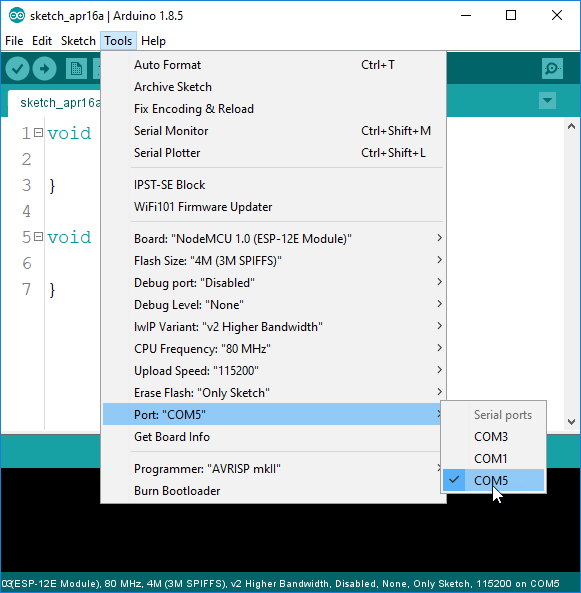 sketch_apr16a | Arduino 1.8.5
File Edit Sketch Tools Help
sketch_apr16a
1 void
2
3 }
4
5 void
6
7 }
Auto Format Ctrl+T
Archive Sketch
Fix Encoding & Reload
Serial Monitor Ctrl+Shift+M
Serial Plotter Ctrl+Shift+L
IPST-SE Block
WiFi101 Firmware Updater
Board: "NodeMCU 1.0 (ESP-12E Module)"
Flash Size: "4M (3M SPIFFS)"
Debug port: "Disabled"
Debug Level: "None"
lwIP Variant: "v2 Higher Bandwidth"
CPU Frequency: "80 MHz"
Upload Speed: "115200"
Erase Flash: "Only Sketch"
Port: "COM5"
Get Board Info
Programmer: "AVRISP mkII"
Burn Bootloader
Serial ports
COM3
COM1
COM5
03(ESP-12E Module), 80 MHz, 4M (3M SPIFFS), v2 Higher Bandwidth, Disabled, None, Only Sketch, 115200 on COM5